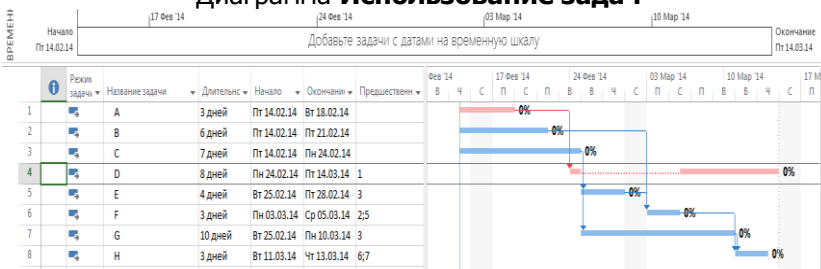 Диаграмма Использование задач
ВРЕМЕНН
17 Фев '14 24 Фев '14 03 Мар '14 10 Мар '14
Начало
Пт 14.02.14
Добавьте задачи с датами на временную шкалу
Окончание
Пт 14.03.14
Режим задачи Название задачи Длительнс Начало Окончание Предшественн
Фев '14 17 Фев '14 24 Фев '14 03 Мар '14 10 Мар '14 17 М
В Ч С П С П В Ч С П С П В В Ч С П
1 A 3 дней Пт 14.02.14 Вт 18.02.14 0%
2 B 6 дней Пт 14.02.14 Пт 21.02.14 0%
3 C 7 дней Пт 14.02.14 Пн 24.02.14 0%
4 D 8 дней Пн 24.02.14 Пт 14.03.14 1 0%
5 E 4 дней Вт 25.02.14 Пт 28.02.14 3 0%
6 F 3 дней Пн 03.03.14 Ср 05.03.14 2;5 0%
7 G 10 дней Вт 25.02.14 Пн 10.03.14 3 0%
8 H 3 дней Вт 11.03.14 Чт 13.03.14 6;7 0%